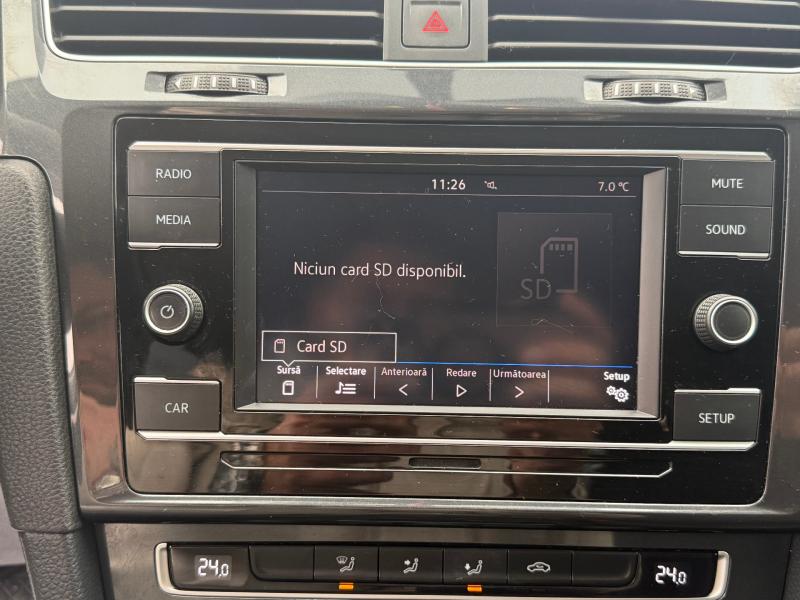 RADIO
MEDIA
MUTE
SOUND
11:26
7.0 °C
Niciun card SD disponibil.
SD
Card SD
Sursă
Selectare
Anterioară
Redare
Următoarea
Setup
CAR
SETUP
24.0
24.0